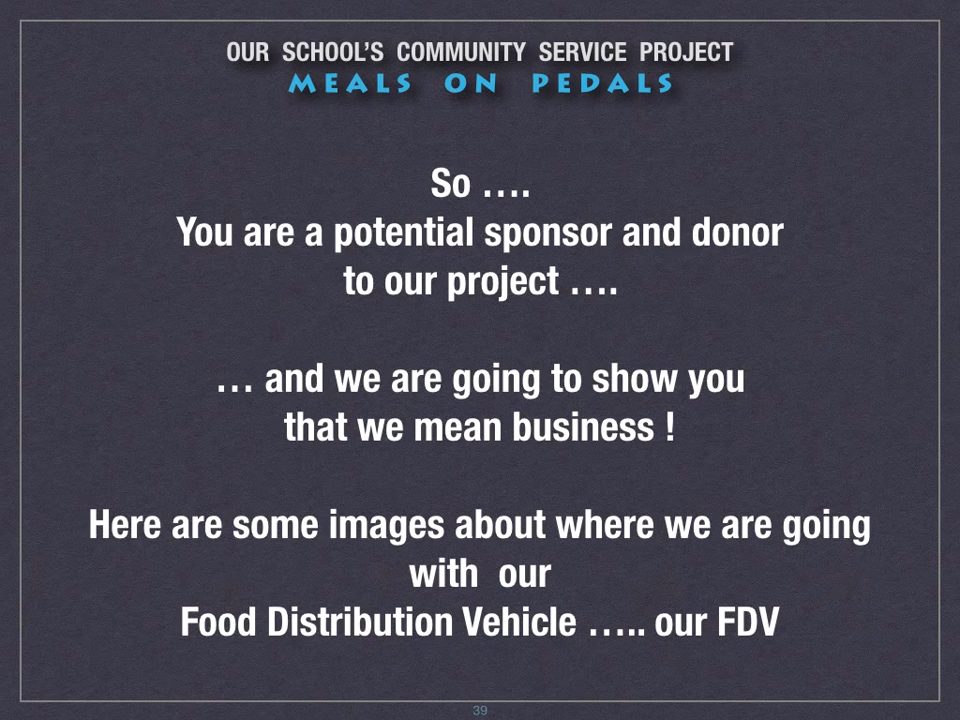 OUR SCHOOL'S COMMUNITY SERVICE PROJECT
MEALS ON PEDALS
So ….
You are a potential sponsor and donor
to our project ….
… and we are going to show you
that we mean business !
Here are some images about where we are going
with our
Food Distribution Vehicle ….. our FDV
39